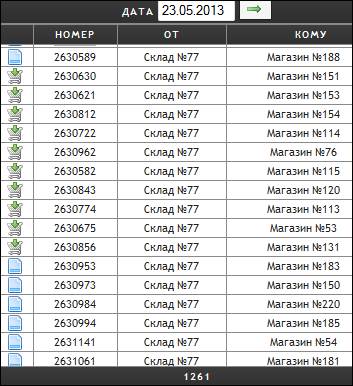 ДАТА 23.05.2013
НОМЕР ОТ КОМУ
2630589 Склад №77 Магазин №188
2630630 Склад №77 Магазин №151
2630621 Склад №77 Магазин №153
2630812 Склад №77 Магазин №154
2630722 Склад №77 Магазин №114
2630962 Склад №77 Магазин №76
2630582 Склад №77 Магазин №115
2630843 Склад №77 Магазин №120
2630774 Склад №77 Магазин №113
2630675 Склад №77 Магазин №53
2630856 Склад №77 Магазин №131
2630953 Склад №77 Магазин №183
2630973 Склад №77 Магазин №150
2630984 Склад №77 Магазин №220
2630994 Склад №77 Магазин №185
2631141 Склад №77 Магазин №54
2631061 Склад №77 Магазин №181
1261